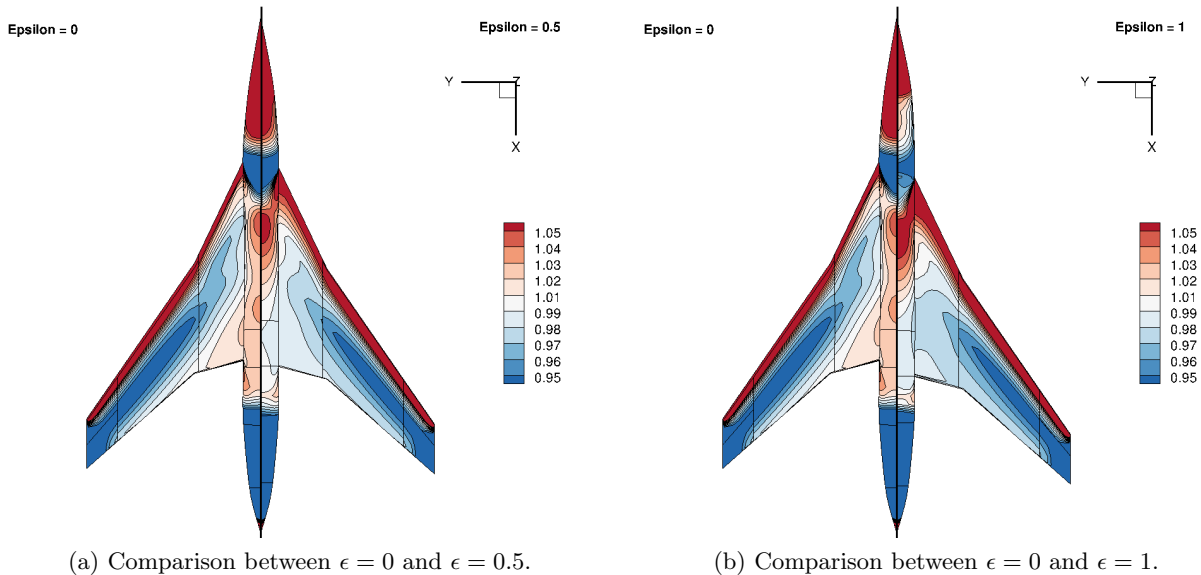 Epsilon = 0
Epsilon = 0.5
Y
Z
X
1.05
1.04
1.03
1.02
1.01
0.99
0.98
0.97
0.96
0.95
(a) Comparison between ϵ = 0 and ϵ = 0.5.
Epsilon = 0
Epsilon = 1
Y
Z
X
1.05
1.04
1.03
1.02
1.01
0.99
0.98
0.97
0.96
0.95
(b) Comparison between ϵ = 0 and ϵ = 1.